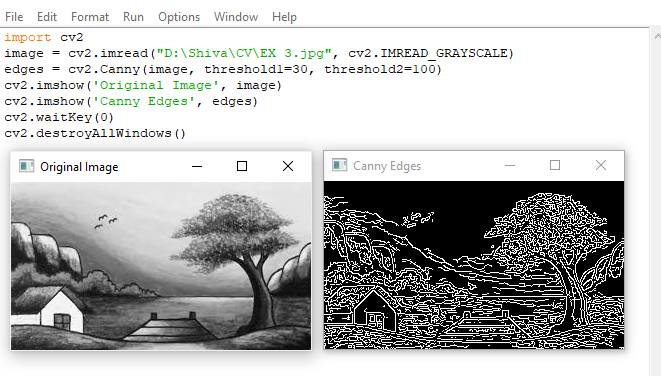 File Edit Format Run Options Window Help
import cv2
image = cv2.imread("D:\Shiva\CV\EX 3.jpg", cv2.IMREAD_GRAYSCALE)
edges = cv2.Canny(image, threshold1=30, threshold2=100)
cv2.imshow('Original Image', image)
cv2.imshow('Canny Edges', edges)
cv2.waitKey(0)
cv2.destroyAllWindows()
Original Image
Canny Edges